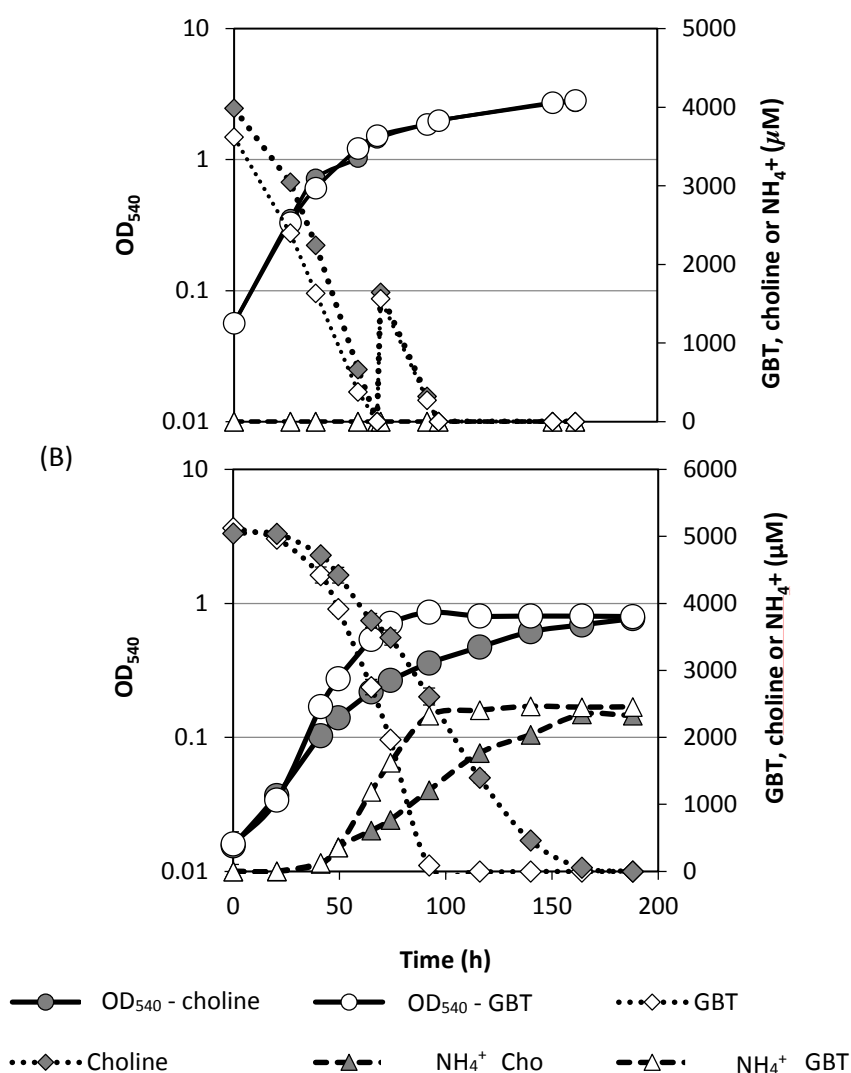 10
1
0.1
0.01
OD540
5000
4000
3000
2000
1000
0
GBT, choline or NH4+ (µM)
(B)
10
1
0.1
0.01
OD540
6000
5000
4000
3000
2000
1000
0
GBT, choline or NH4+ (µM)
0 50 100 150 200
Time (h)
OD540 - choline OD540 - GBT GBT
Choline NH4+ Cho NH4+ GBT